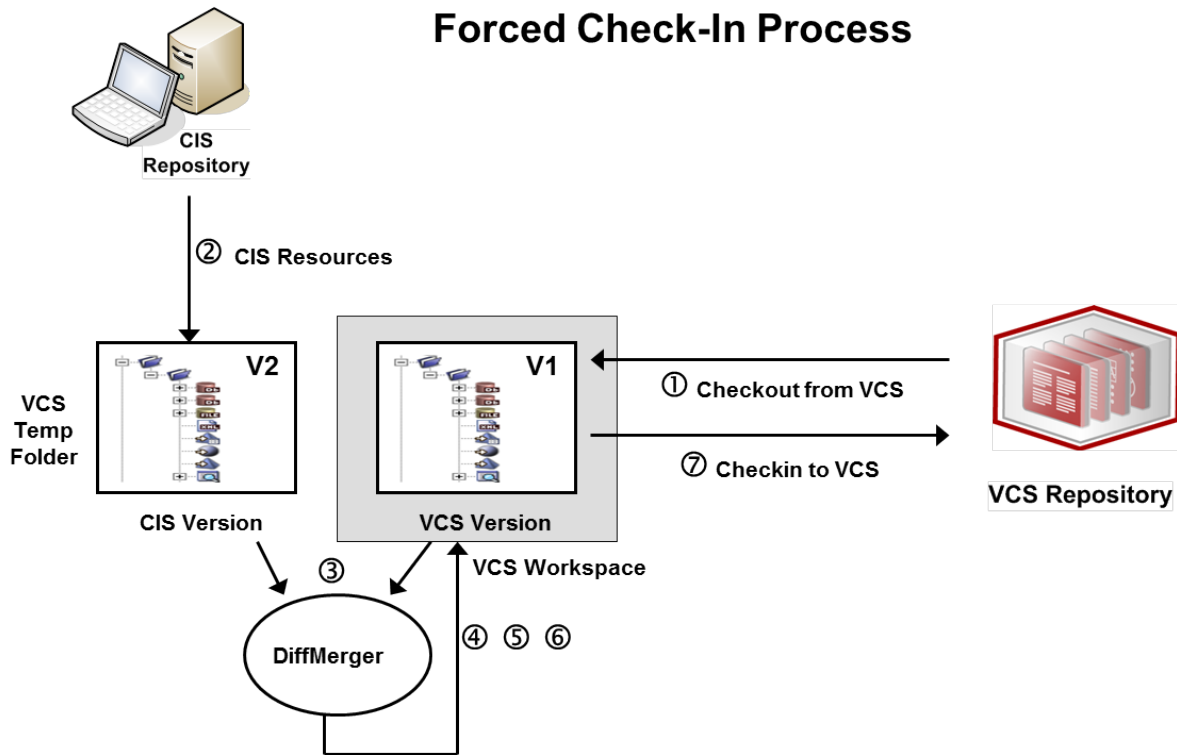 Forced Check-In Process
CIS
Repository
② CIS Resources
V2
V1
① Checkout from VCS
VCS
Temp
Folder
⑦ Checkin to VCS
VCS Repository
CIS Version
VCS Version
③
VCS Workspace
④ ⑤ ⑥
DiffMerger